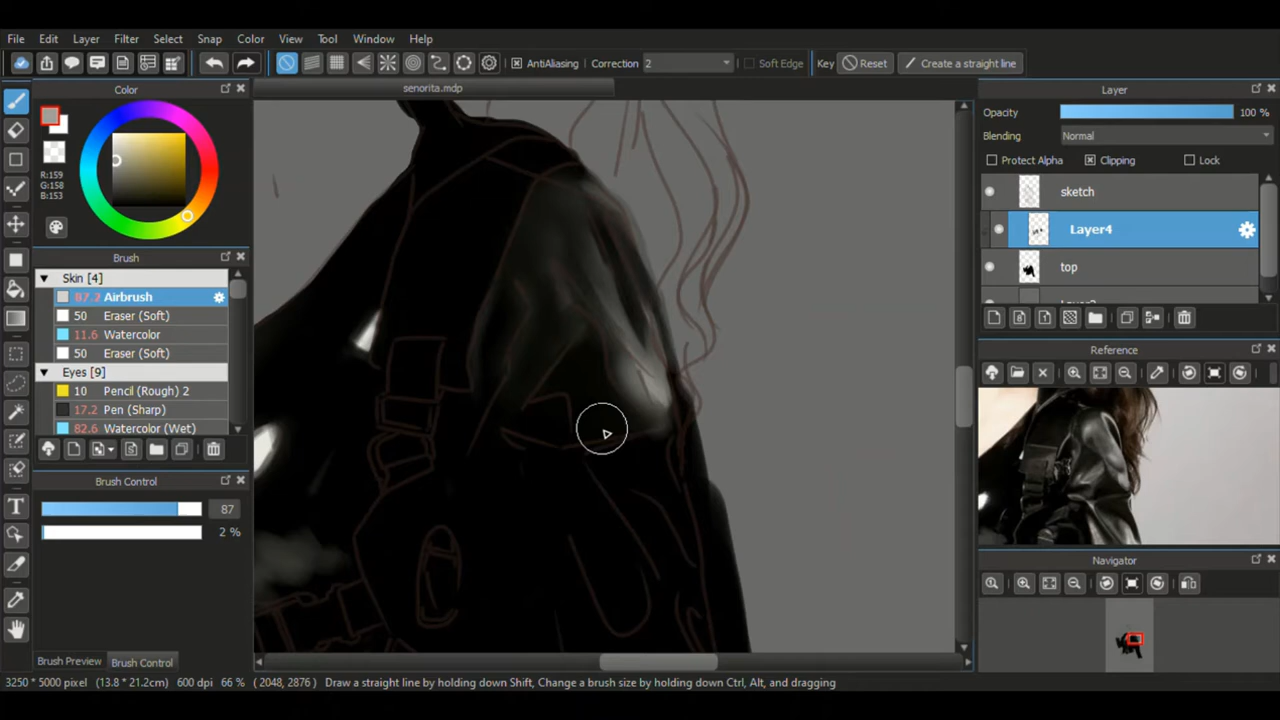 File Edit Layer Filter Select Snap Color View Tool Window Help
AntiAliasing Correction 2 Soft Edge Key Reset Create a straight line
senorita.mdp
Color
R:159
G:158
B:153
Brush
Skin [4]
87.2 Airbrush
50 Eraser (Soft)
11.6 Watercolor
50 Eraser (Soft)
Eyes [9]
10 Pencil (Rough) 2
17.2 Pen (Sharp)
82.6 Watercolor (Wet)
Brush Control
87
2 %
Brush Preview Brush Control
Layer
Opacity 100 %
Blending Normal
Protect Alpha Clipping Lock
sketch
Layer4
top
Reference
Navigator
3250 * 5000 pixel (13.8 * 21.2cm) 600 dpi 66 % ( 2048, 2876 ) Draw a straight line by holding down Shift, Change a brush size by holding down Ctrl, Alt, and dragging